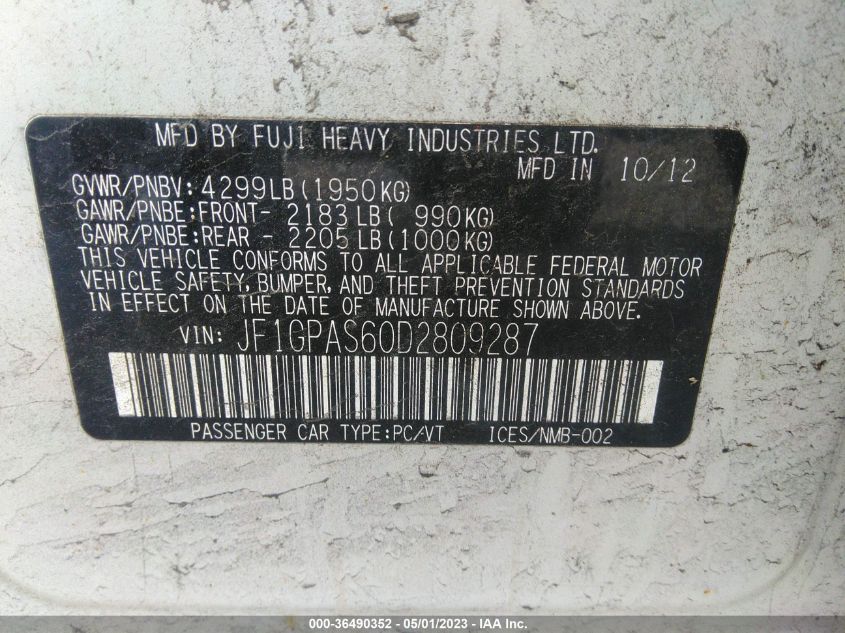 MFD BY FUJI HEAVY INDUSTRIES LTD.
MFD IN 10/12
GVWR/PNBV: 4299LB(1950KG)
GAWR/PNBE:FRONT- 2183LB( 990KG)
GAWR/PNBE:REAR - 2205LB(1000KG)
THIS VEHICLE CONFORMS TO ALL APPLICABLE FEDERAL MOTOR
VEHICLE SAFETY, BUMPER, AND THEFT PREVENTION STANDARDS
IN EFFECT ON THE DATE OF MANUFACTURE SHOWN ABOVE.
VIN: JF1GPAS60D2809287
PASSENGER CAR TYPE:PC/VT ICES/NMB-002
000-36490352 - 05/01/2023 - IAA Inc.